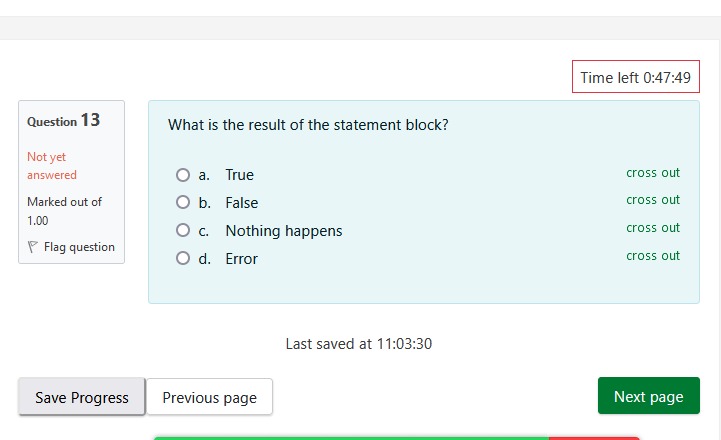 Time left 0:47:49
Question 13
Not yet
answered
Marked out of
1.00
Flag question
What is the result of the statement block?
a. True cross out
b. False cross out
c. Nothing happens cross out
d. Error cross out
Last saved at 11:03:30
Save Progress Previous page Next page